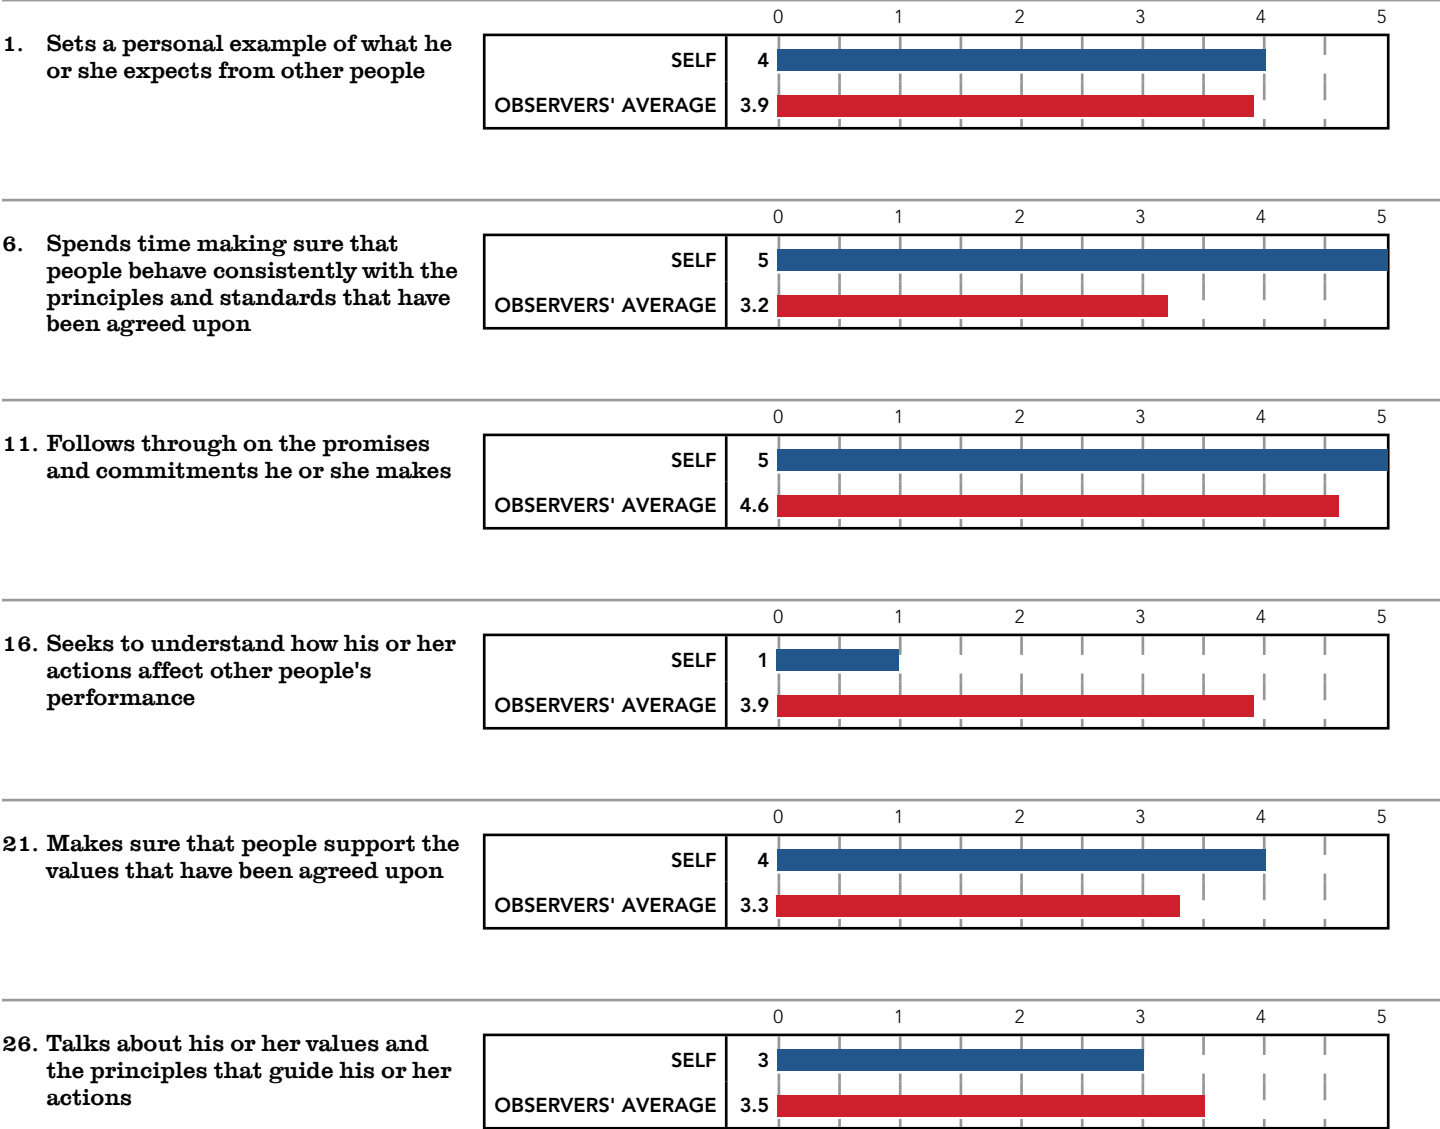 0 1 2 3 4 5
1. Sets a personal example of what he
or she expects from other people
SELF 4
OBSERVERS' AVERAGE 3.9
0 1 2 3 4 5
6. Spends time making sure that
people behave consistently with the
principles and standards that have
been agreed upon
SELF 5
OBSERVERS' AVERAGE 3.2
0 1 2 3 4 5
11. Follows through on the promises
and commitments he or she makes
SELF 5
OBSERVERS' AVERAGE 4.6
0 1 2 3 4 5
16. Seeks to understand how his or her
actions affect other people's
performance
SELF 1
OBSERVERS' AVERAGE 3.9
0 1 2 3 4 5
21. Makes sure that people support the
values that have been agreed upon
SELF 4
OBSERVERS' AVERAGE 3.3
0 1 2 3 4 5
26. Talks about his or her values and
the principles that guide his or her
actions
SELF 3
OBSERVERS' AVERAGE 3.5